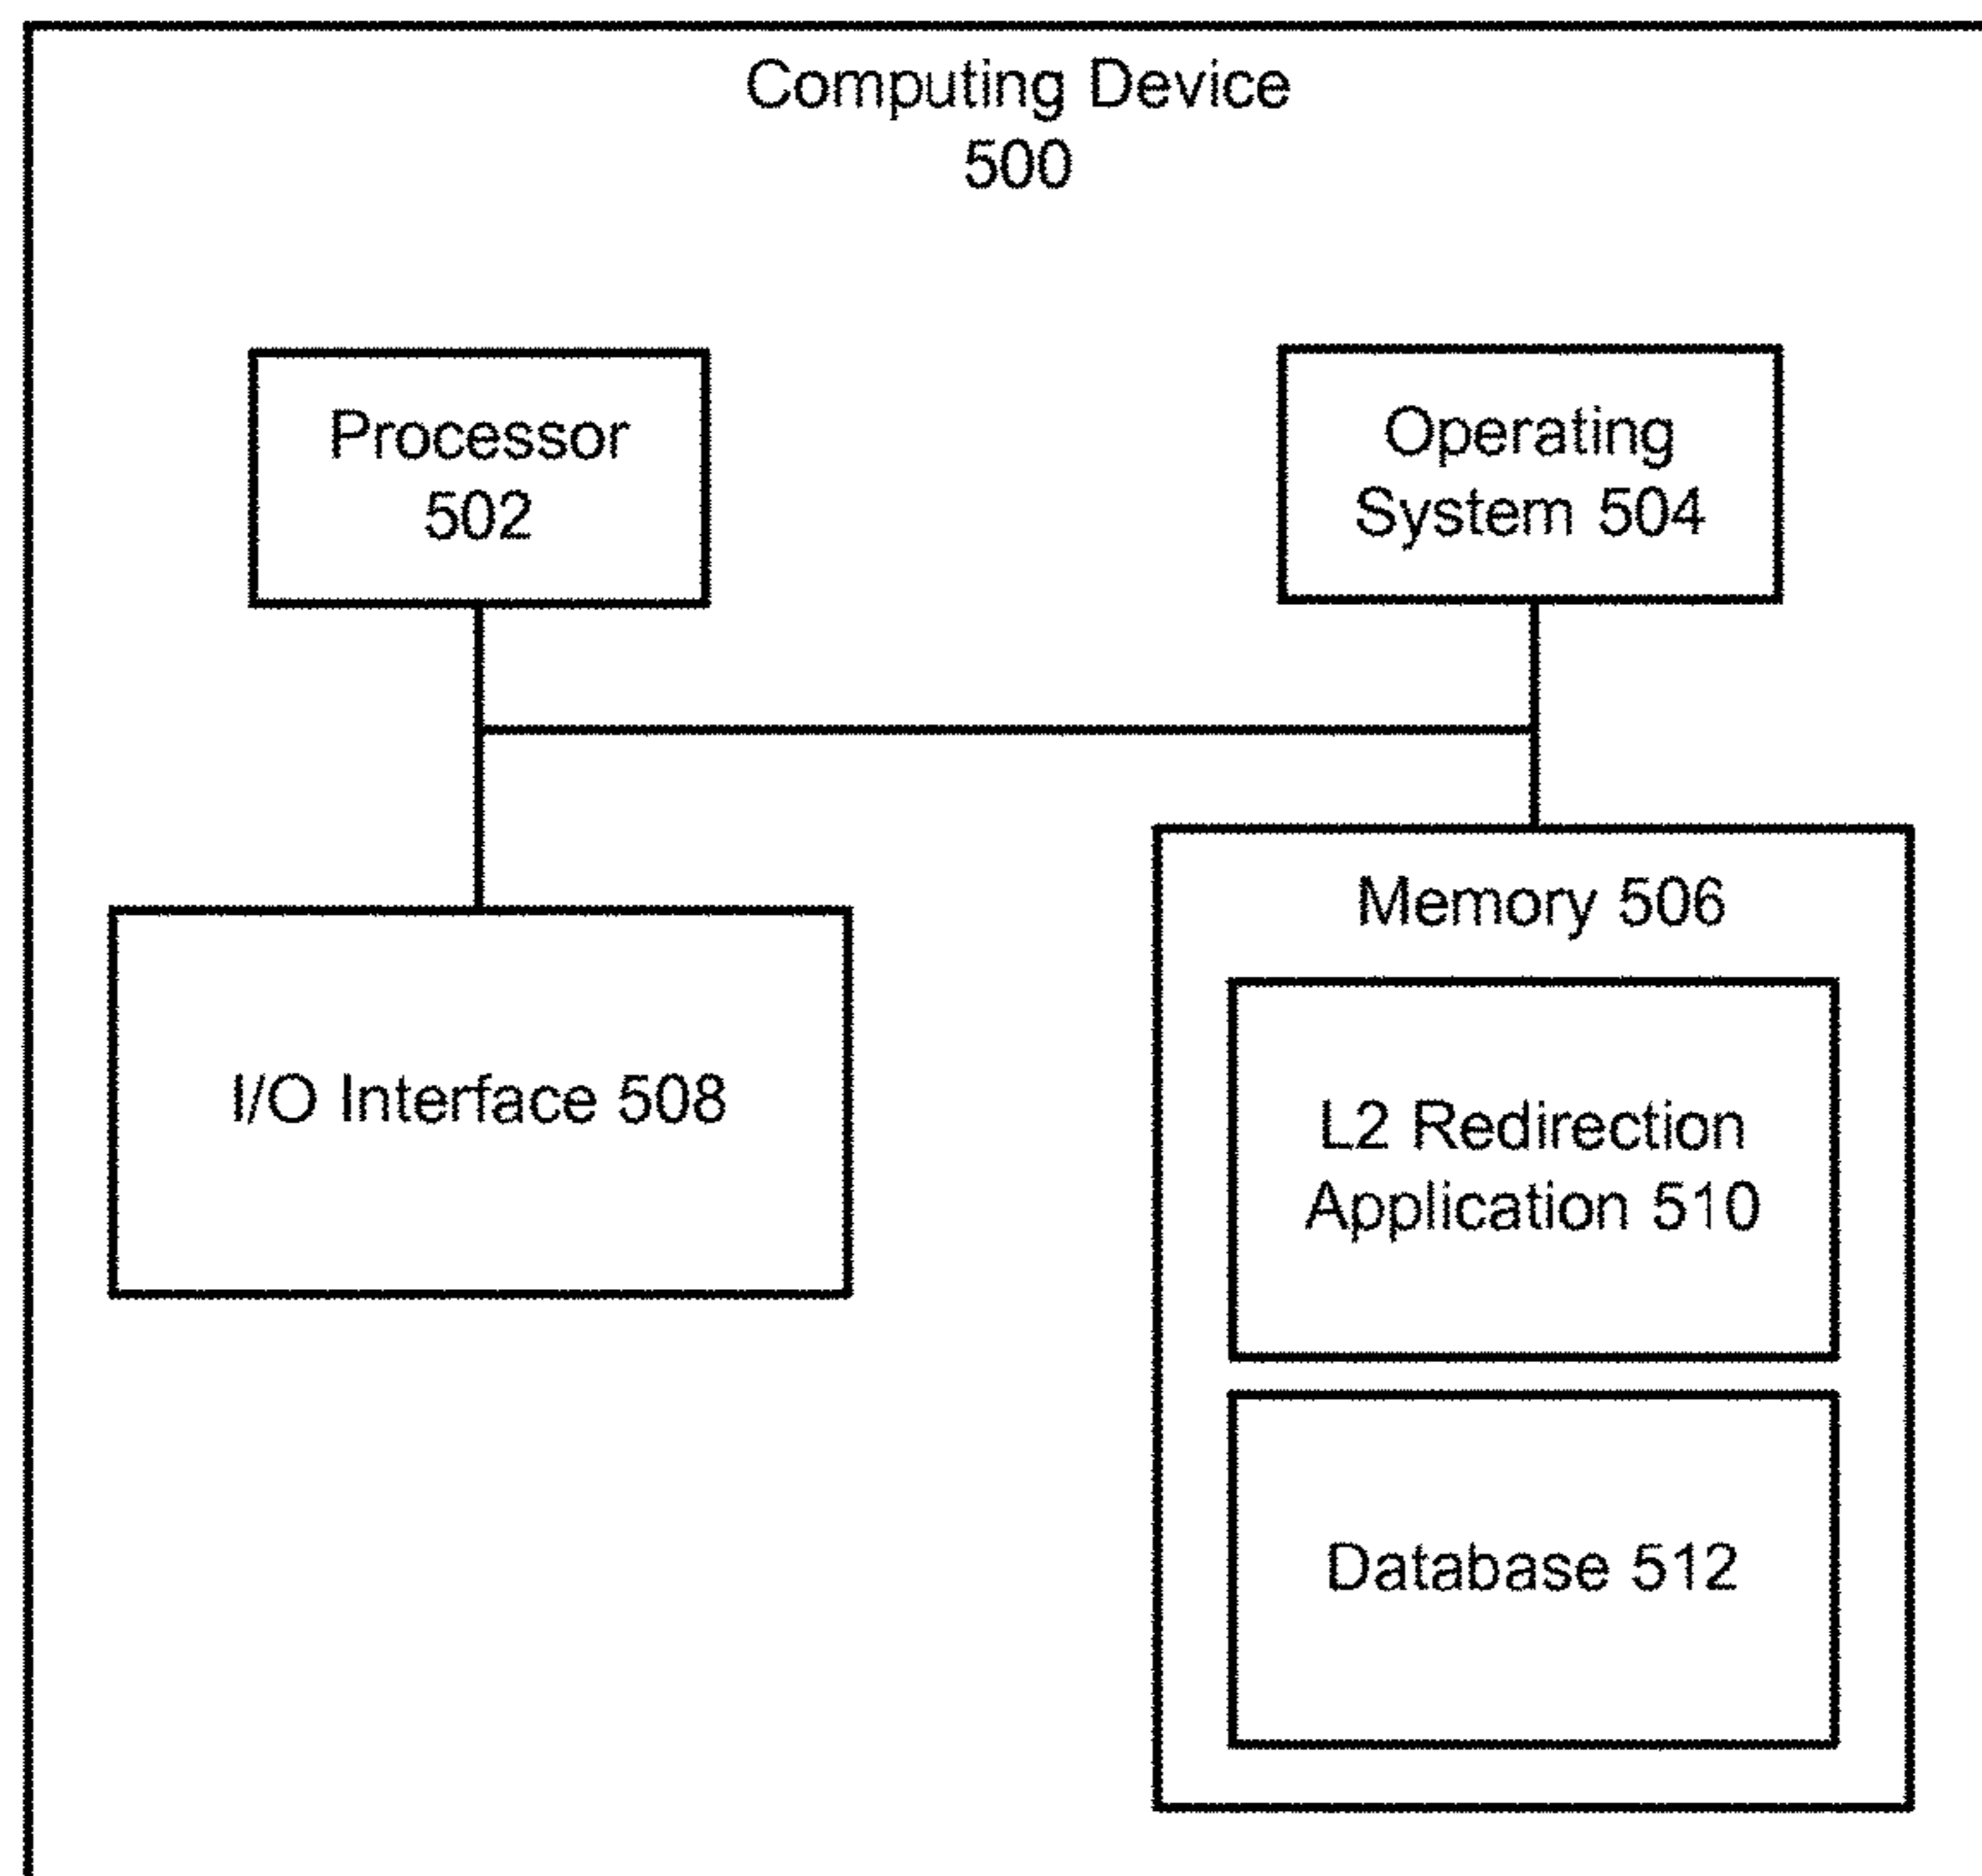 Computing Device
500
Processor
502
Operating
System 504
I/O Interface 508
Memory 506
L2 Redirection
Application 510
Database 512